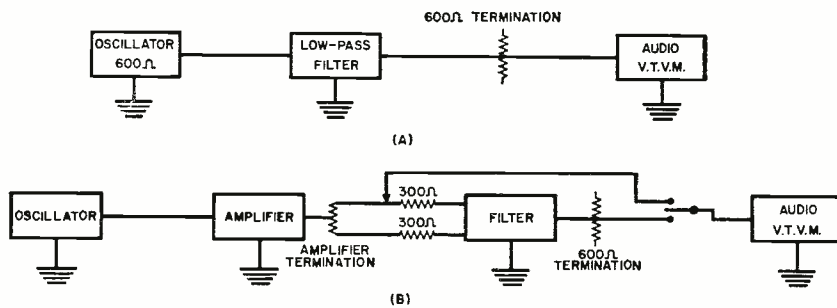 600Ω TERMINATION
OSCILLATOR
600Ω
LOW-PASS
FILTER
AUDIO
V.T.V.M.
(A)
300Ω
OSCILLATOR
AMPLIFIER
FILTER
AUDIO
V.T.V.M.
300Ω
AMPLIFIER
TERMINATION
600Ω
TERMINATION
(B)